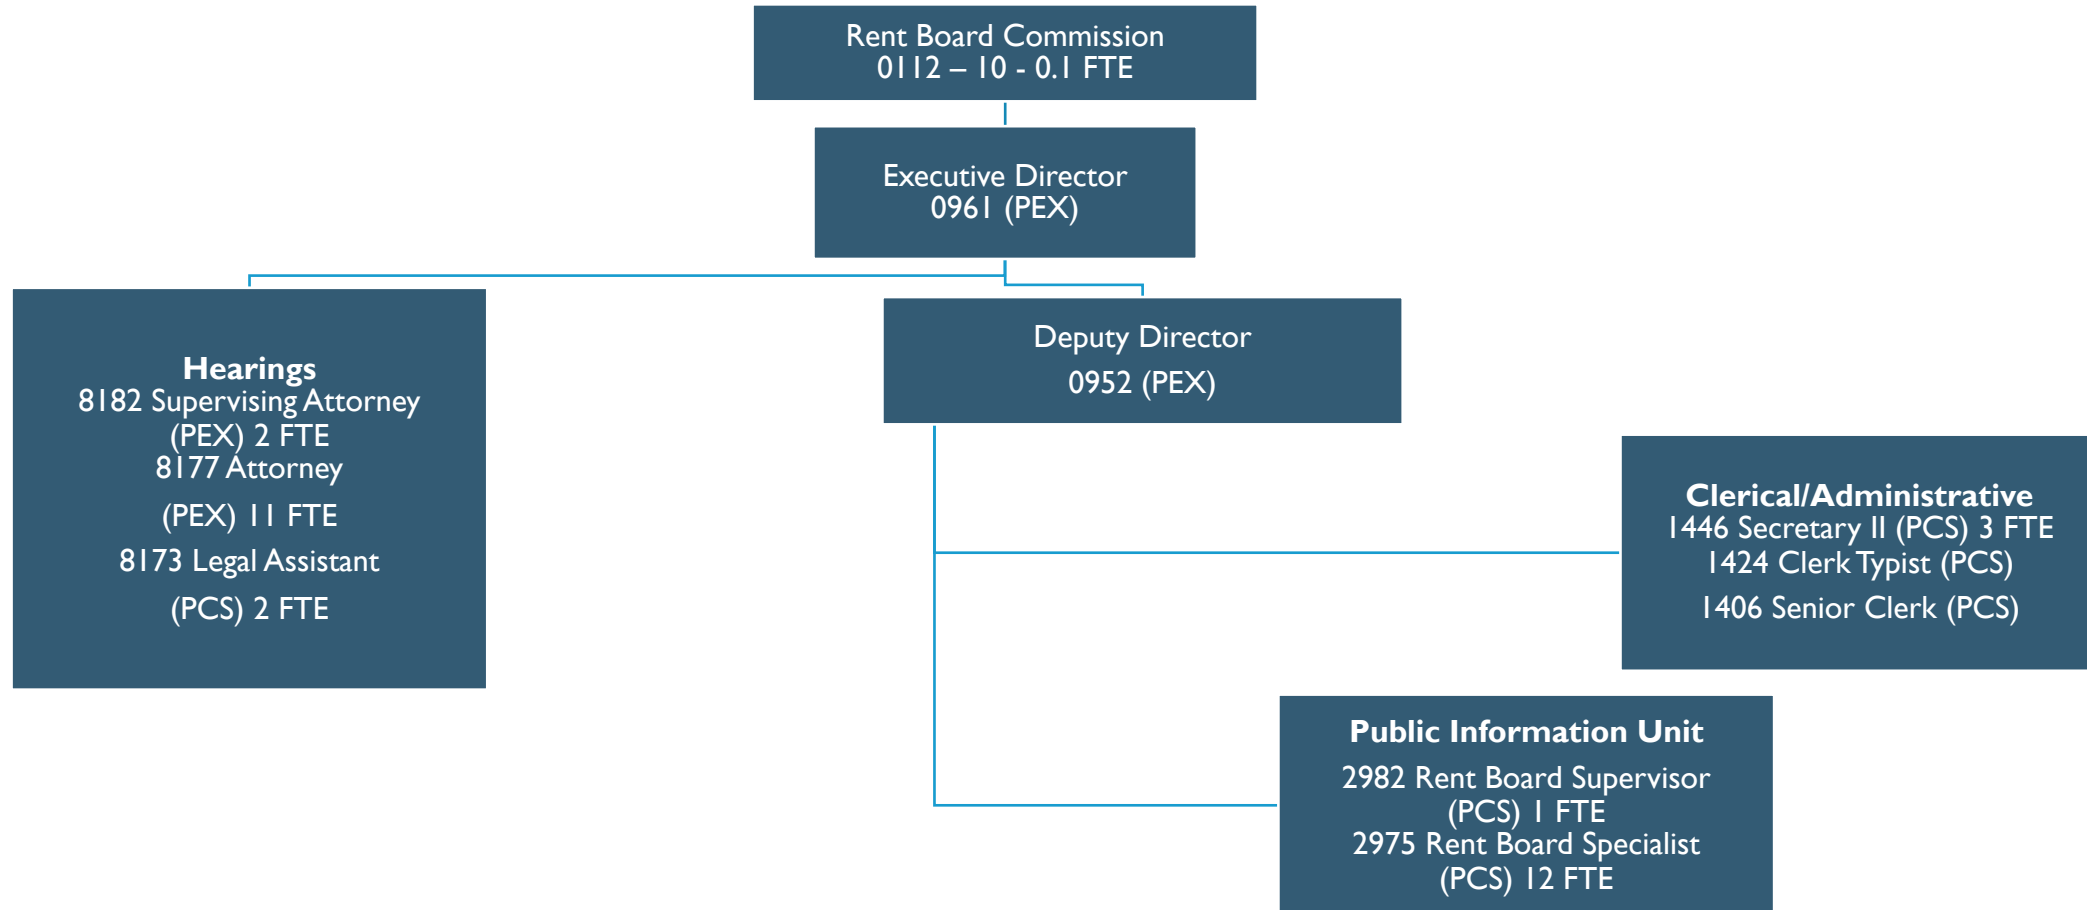 Rent Board Commission
0112 – 10 - 0.1 FTE
Executive Director
0961 (PEX)
Hearings
8182 Supervising Attorney
(PEX) 2 FTE
8177 Attorney
(PEX) 11 FTE
8173 Legal Assistant
(PCS) 2 FTE
Deputy Director
0952 (PEX)
Clerical/Administrative
1446 Secretary II (PCS) 3 FTE
1424 Clerk Typist (PCS)
1406 Senior Clerk (PCS)
Public Information Unit
2982 Rent Board Supervisor
(PCS) 1 FTE
2975 Rent Board Specialist
(PCS) 12 FTE